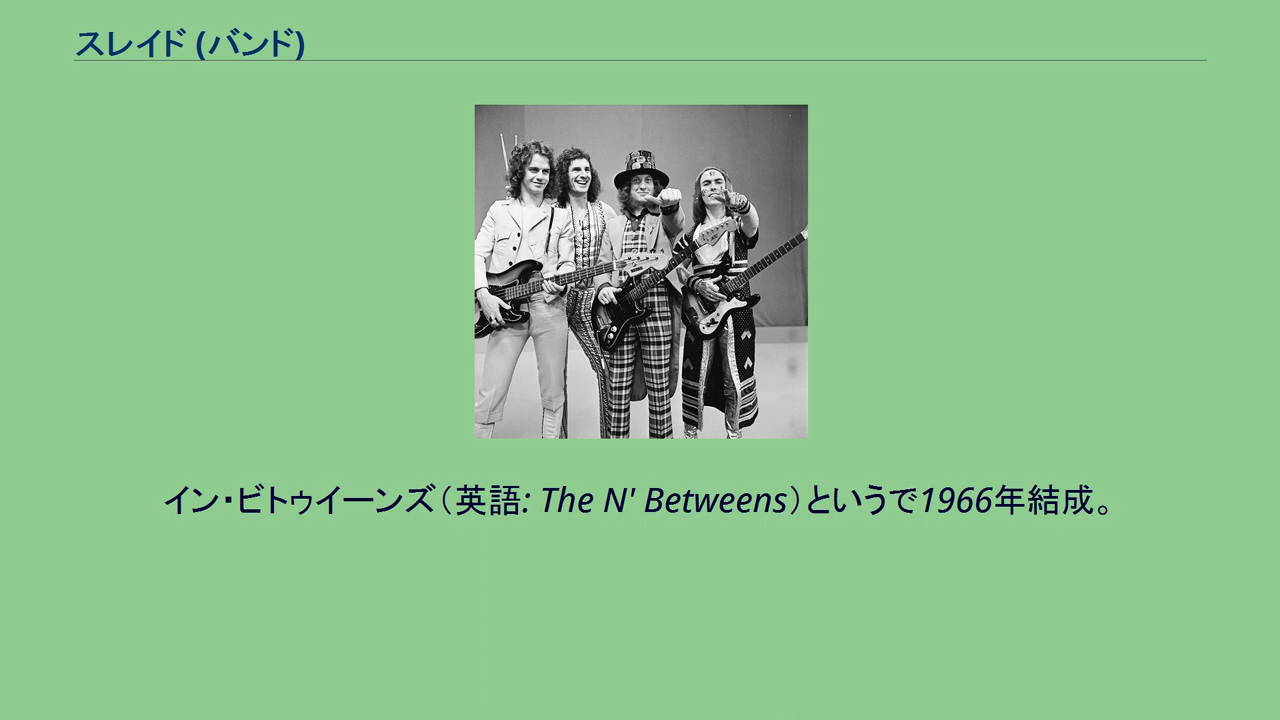 スレイド (バンド)
イン・ビトゥイーンズ（英語: The N' Betweens）というで1966年結成。